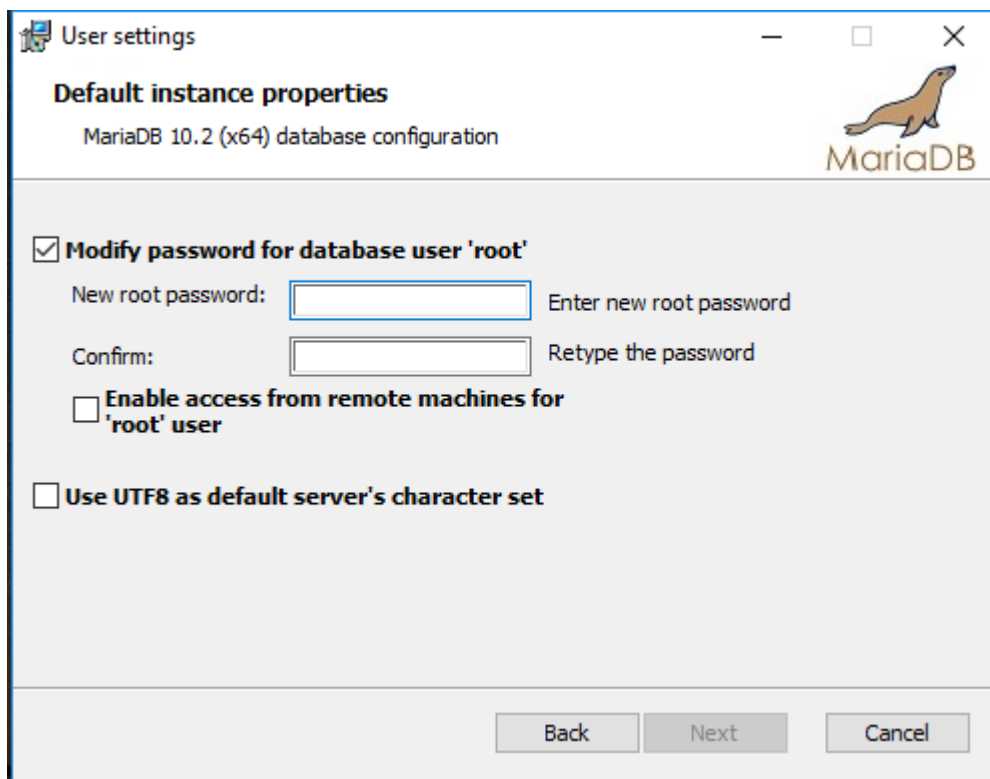 User settings
Default instance properties
MariaDB 10.2 (x64) database configuration
MariaDB
Modify password for database user 'root'
New root password:
Enter new root password
Confirm:
Retype the password
Enable access from remote machines for
'root' user
Use UTF8 as default server's character set
Back
Next
Cancel